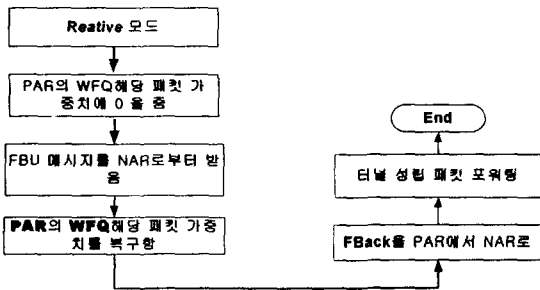 Reative 모드
PAR의 WFQ해당 패킷 가
중치에 0 을 줌
FBU 메시지를 NAR로부터 받
음
PAR의 WFQ해당 패킷 가중
치를 복구함
FBack을 PAR에서 NAR로
터널 성립 패킷 포워링
End